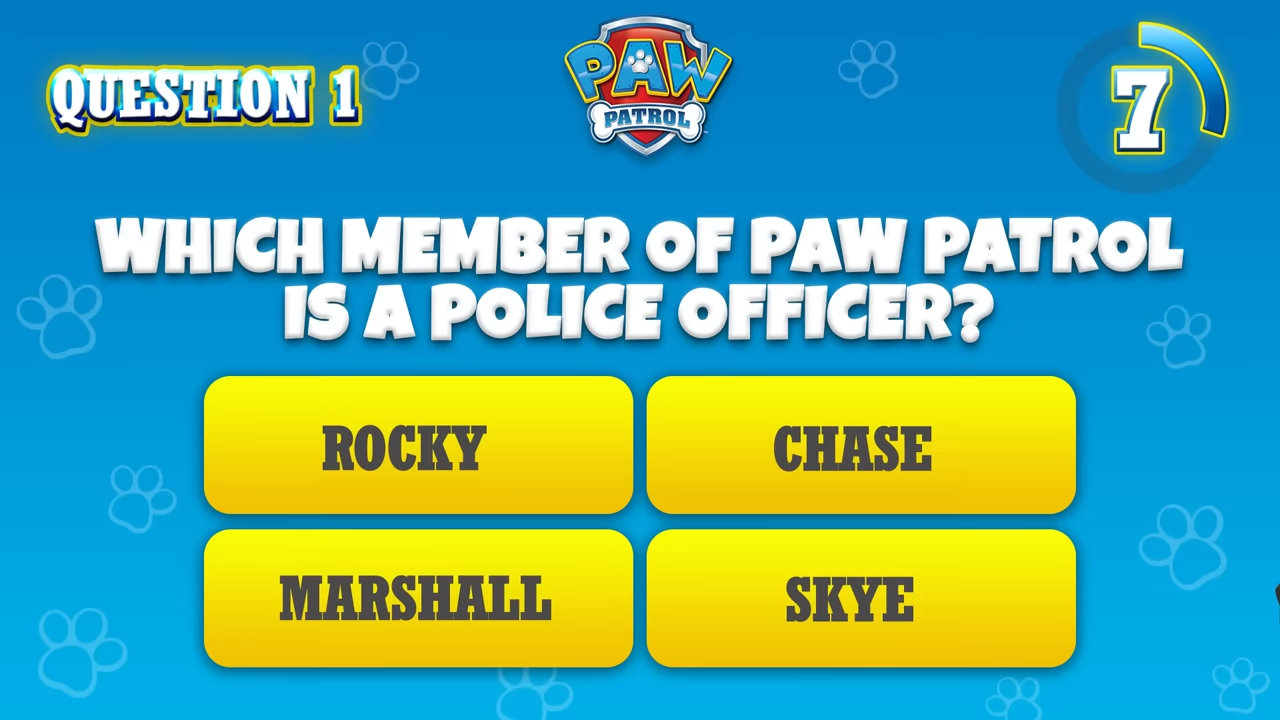 QUESTION 1
PAW
PATROL
7
WHICH MEMBER OF PAW PATROL
IS A POLICE OFFICER?
ROCKY
CHASE
MARSHALL
SKYE